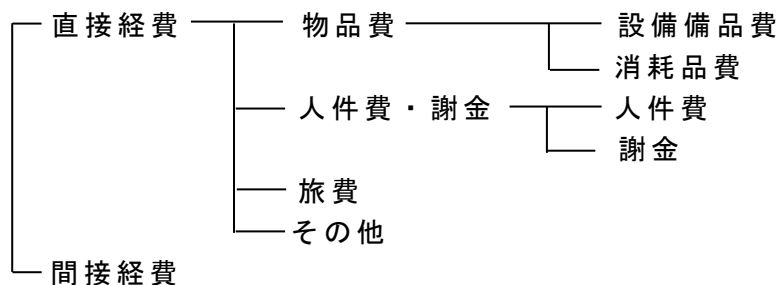 直接経費 物品費 設備備品費
消耗品費
人件費・謝金 人件費
謝金
旅費
その他
間接経費